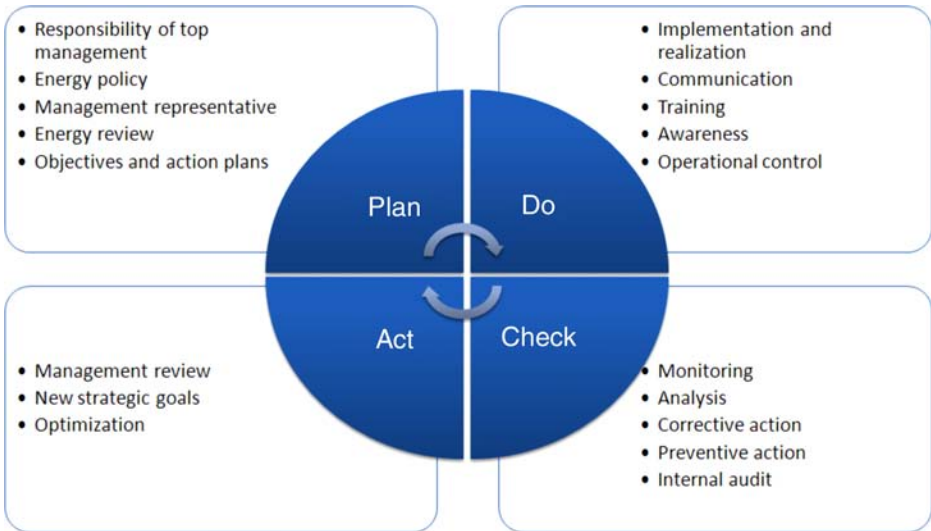 • Responsibility of top
management
• Energy policy
• Management representative
• Energy review
• Objectives and action plans
• Implementation and
realization
• Communication
• Training
• Awareness
• Operational control
Plan
Do
Act
Check
• Management review
• New strategic goals
• Optimization
• Monitoring
• Analysis
• Corrective action
• Preventive action
• Internal audit